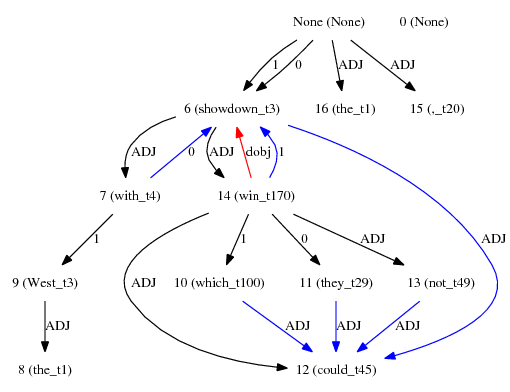 None (None) 0 (None)
1 0 ADJ ADJ
6 (showdown_t3) 16 (the_t1) 15 (,_t20)
ADJ 0 ADJ dobj 1
7 (with_t4) 14 (win_t170)
1 ADJ 1 0 ADJ ADJ
9 (West_t3) 10 (which_t100) 11 (they_t29) 13 (not_t49)
ADJ ADJ ADJ ADJ
8 (the_t1) 12 (could_t45)